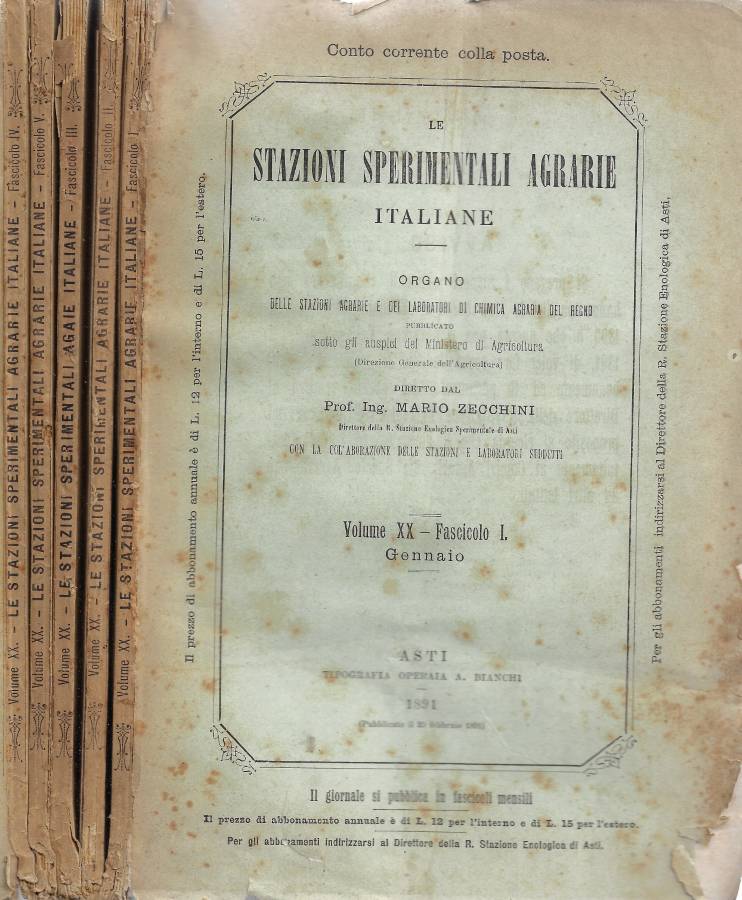 Volume XX. - LE STAZIONI SPERIMENTALI AGRARIE ITALIANE - Fascicolo IV.
Volume XX. - LE STAZIONI SPERIMENTALI AGRARIE ITALIANE - Fascicolo V.
Volume XX. - LE STAZIONI SPERIMENTALI AGAIE ITALIANE - Fascicolo III.
Volume XX. - LE STAZIONI SPERIMENTALI AGRARIE ITALIANE - Fascicolo II.
Volume XX. - LE STAZIONI SPERIMENTALI AGRARIE ITALIANE - Fascicolo I.
Conto corrente colla posta.
Il prezzo di abbonamento annuale è di L. 12 per l'interno e di L. 15 per l'estero.
LE
STAZIONI SPERIMENTALI AGRARIE
ITALIANE
ORGANO
DELLE STAZIONI AGRARIE E DEI LABORATORI DI CHIMICA AGRARIA DEL REGNO
PUBBLICATO
sotto gli auspici del Ministero di Agricoltura
(Direzione Generale dell'Agricoltura)
DIRETTO DAL
Prof. Ing. MARIO ZECCHINI
Direttore della R. Stazione Enologica Sperimentale di Asti
CON LA COLLABORAZIONE DELLE STAZIONI E LABORATORI SUDDETTI
Volume XX — Fascicolo I.
Gennaio
ASTI
TIPOGRAFIA OPERAIA A. BIANCHI
1891
(Pubblicato il 25 febbraio 1891)
Per gli abbonamenti indirizzarsi al Direttore della R. Stazione Enologica di Asti.
Il giornale si pubblica in fascicoli mensili
Il prezzo di abbonamento annuale è di L. 12 per l'interno e di L. 15 per l'estero.
Per gli abbonamenti indirizzarsi al Direttore della R. Stazione Enologica di Asti.